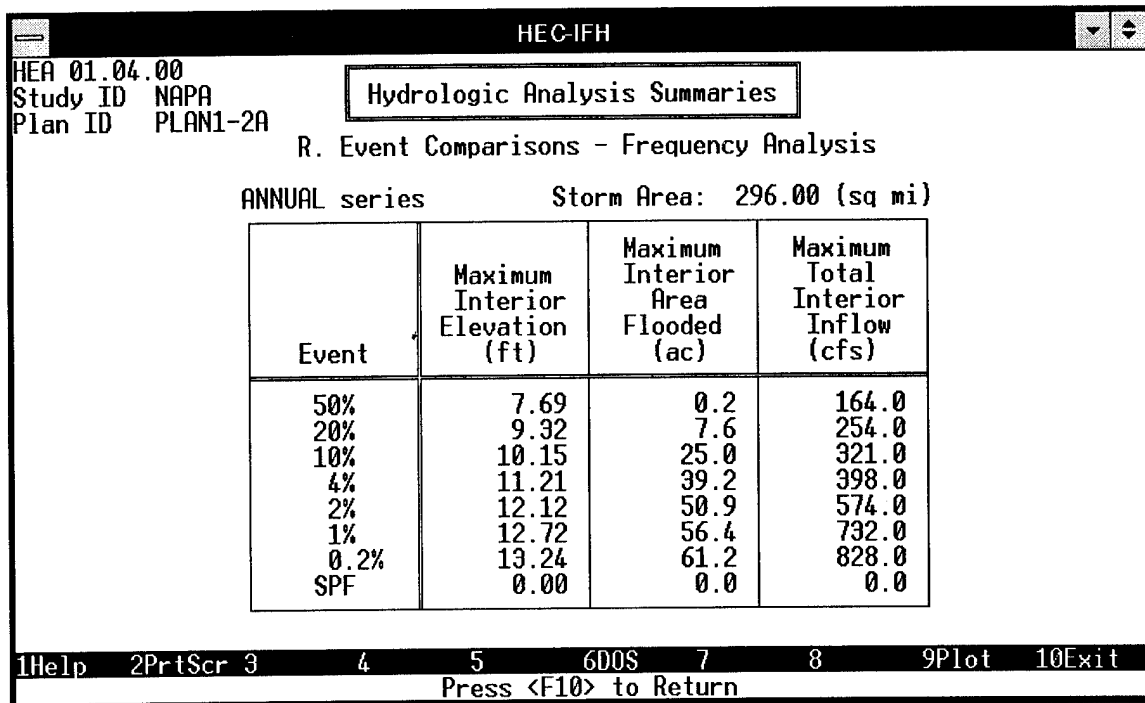 HEC-IFH
HEA 01.04.00
Study ID NAPA
Plan ID PLAN1-2A
Hydrologic Analysis Summaries
R. Event Comparisons - Frequency Analysis
ANNUAL series Storm Area: 296.00 (sq mi)
Event
Maximum
Interior
Elevation
(ft)
Maximum
Interior
Area
Flooded
(ac)
Maximum
Total
Interior
Inflow
(cfs)
50% 7.69 0.2 164.0
20% 9.32 7.6 254.0
10% 10.15 25.0 321.0
4% 11.21 39.2 398.0
2% 12.12 50.9 574.0
1% 12.72 56.4 732.0
0.2% 13.24 61.2 828.0
SPF 0.00 0.0 0.0
1Help 2PrtScr 3 4 5 6DOS 7 8 9Plot 10Exit
Press <F10> to Return